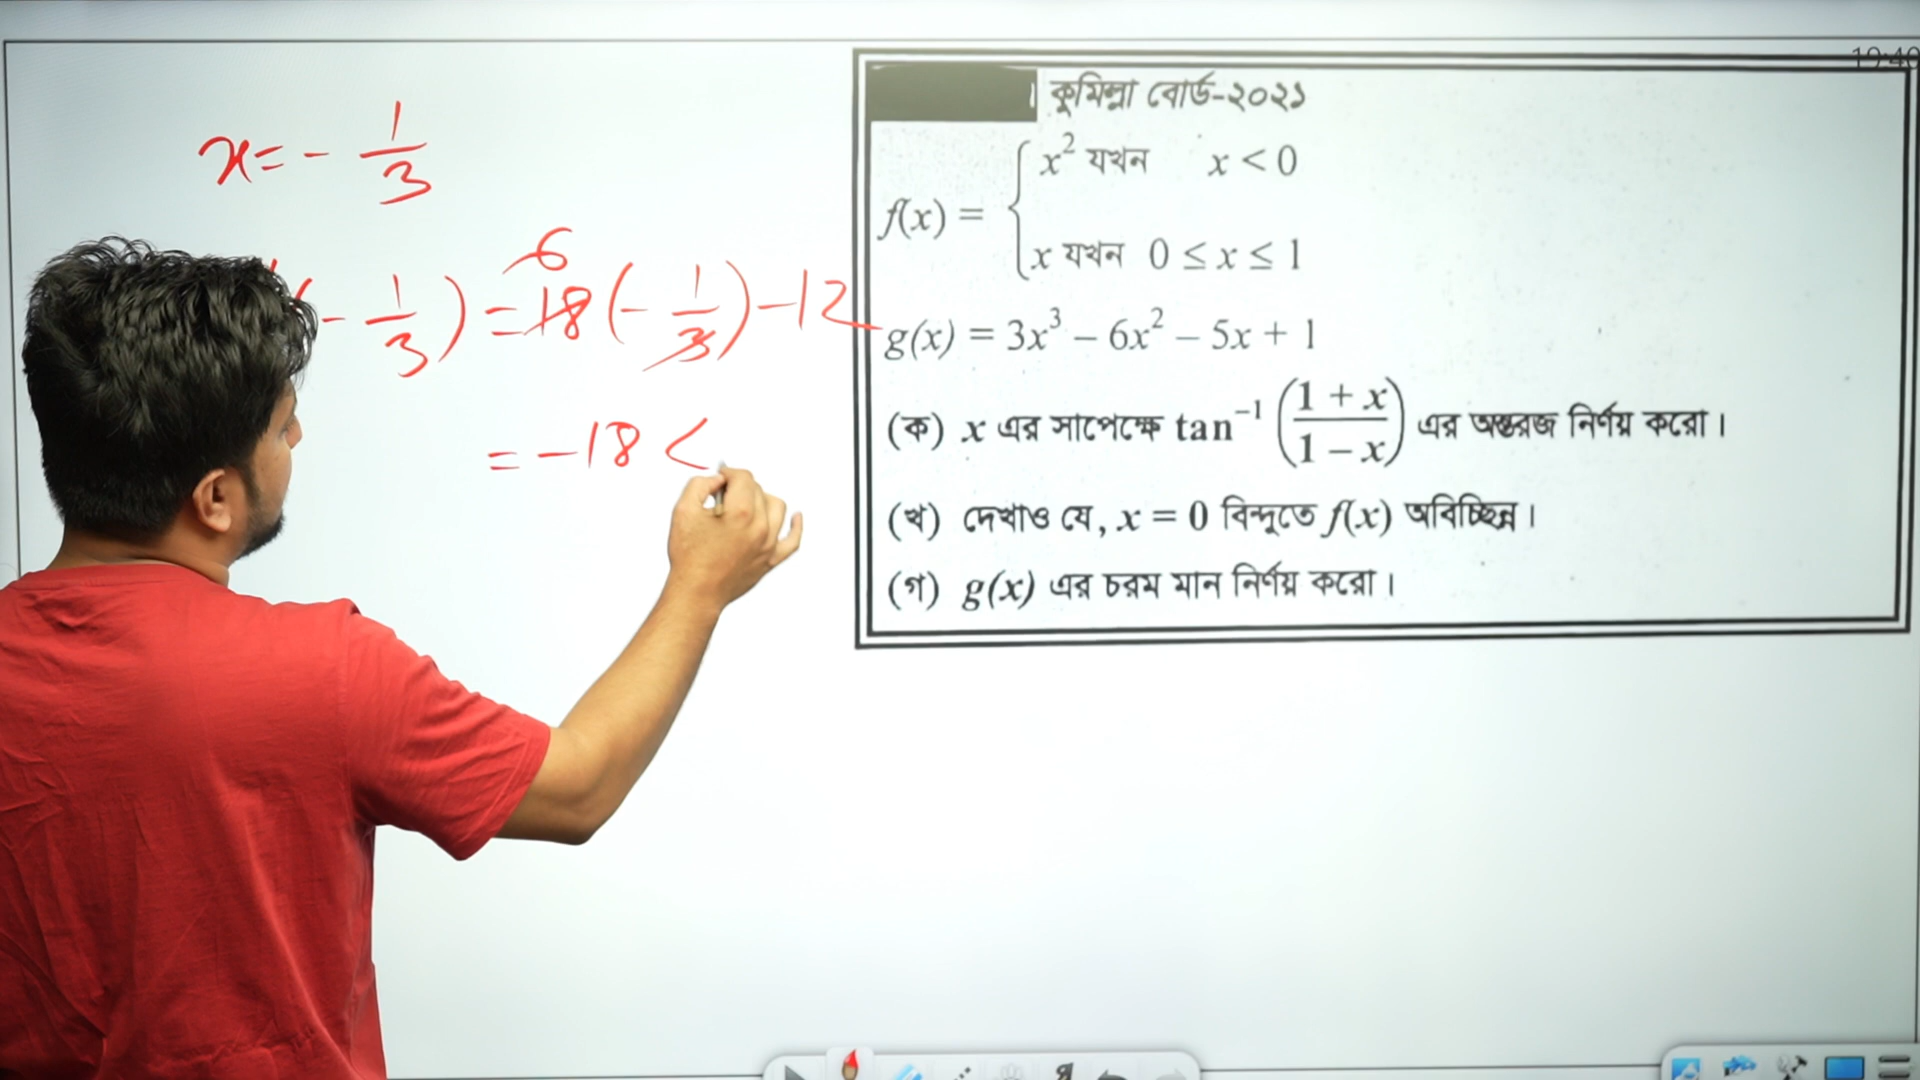 x = - 1/3
(- 1/3) = 18 (- 1/3) - 12
6
= -18 <
কুমিল্লা বোর্ড-২০২১
f(x) = { x² যখন x < 0
x যখন 0 ≤ x ≤ 1
g(x) = 3x³ – 6x² – 5x + 1
(ক) x এর সাপেক্ষে tan⁻¹ ((1 + x)/(1 – x)) এর অন্তরজ নির্ণয় করো।
(খ) দেখাও যে, x = 0 বিন্দুতে f(x) অবিচ্ছিন্ন।
(গ) g(x) এর চরম মান নির্ণয় করো।